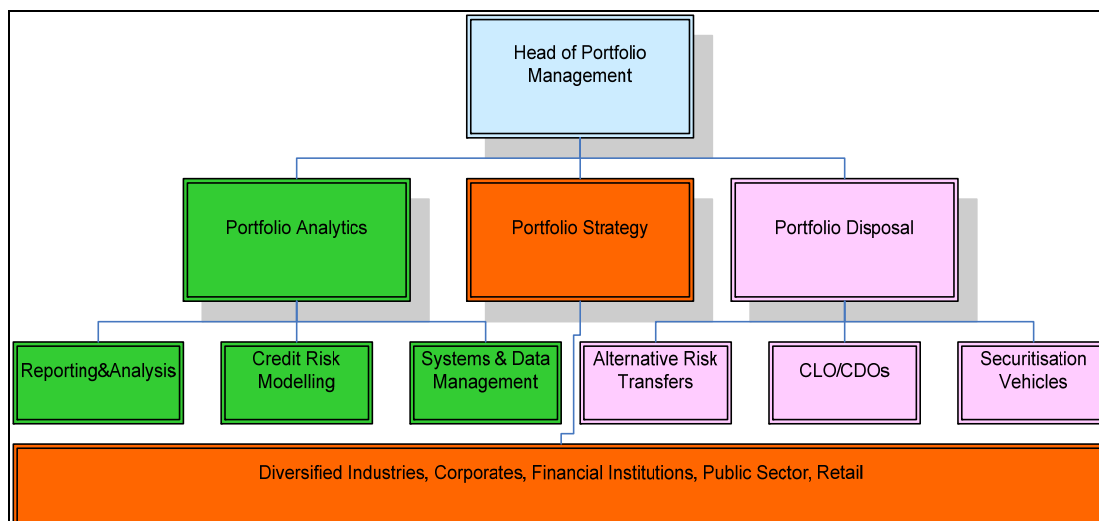 Head of Portfolio
Management
Portfolio Analytics
Portfolio Strategy
Portfolio Disposal
Reporting&Analysis
Credit Risk
Modelling
Systems & Data
Management
Alternative Risk
Transfers
CLO/CDOs
Securitisation
Vehicles
Diversified Industries, Corporates, Financial Institutions, Public Sector, Retail